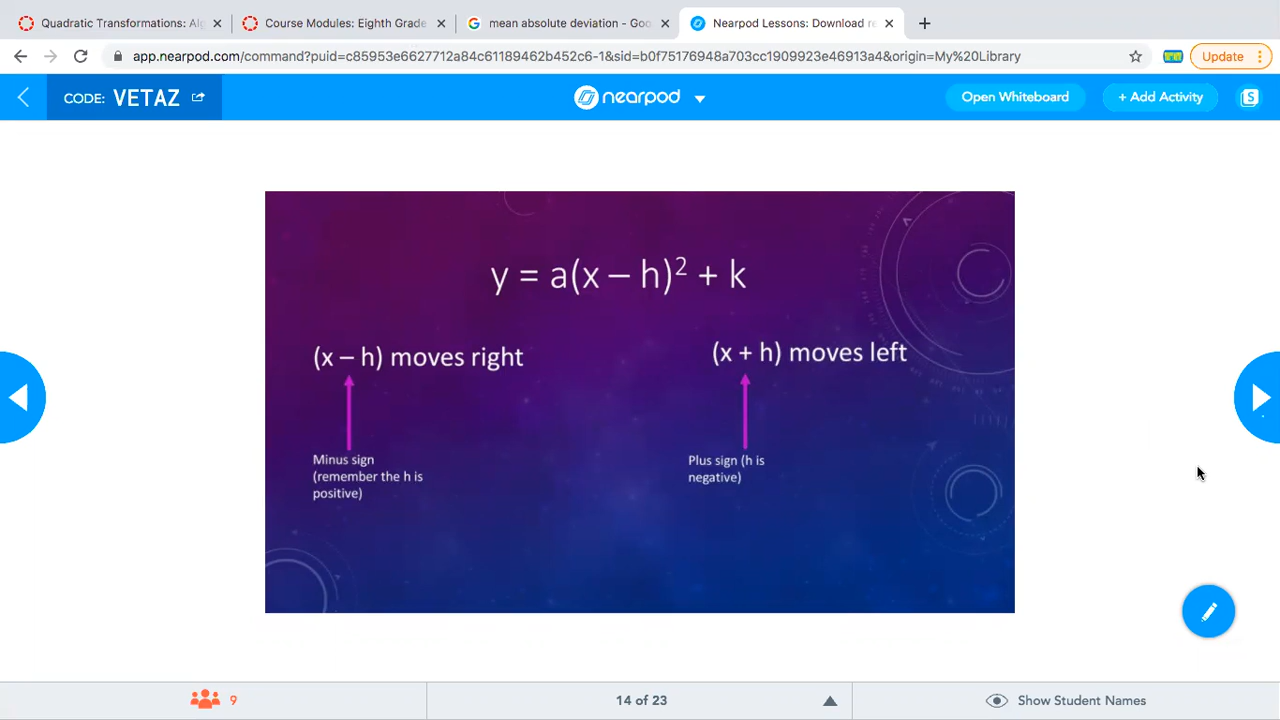 Quadratic Transformations: Alg
Course Modules: Eighth Grade
mean absolute deviation - Goo
Nearpod Lessons: Download re
app.nearpod.com/command?puid=c85953e6627712a84c61189462b452c6-1&sid=b0f75176948a703cc1909923e46913a4&origin=My%20Library
Update
CODE: VETAZ
nearpod
Open Whiteboard
+ Add Activity
S
y = a(x – h)² + k
(x – h) moves right
(x + h) moves left
Minus sign
(remember the h is
positive)
Plus sign (h is
negative)
9
14 of 23
Show Student Names